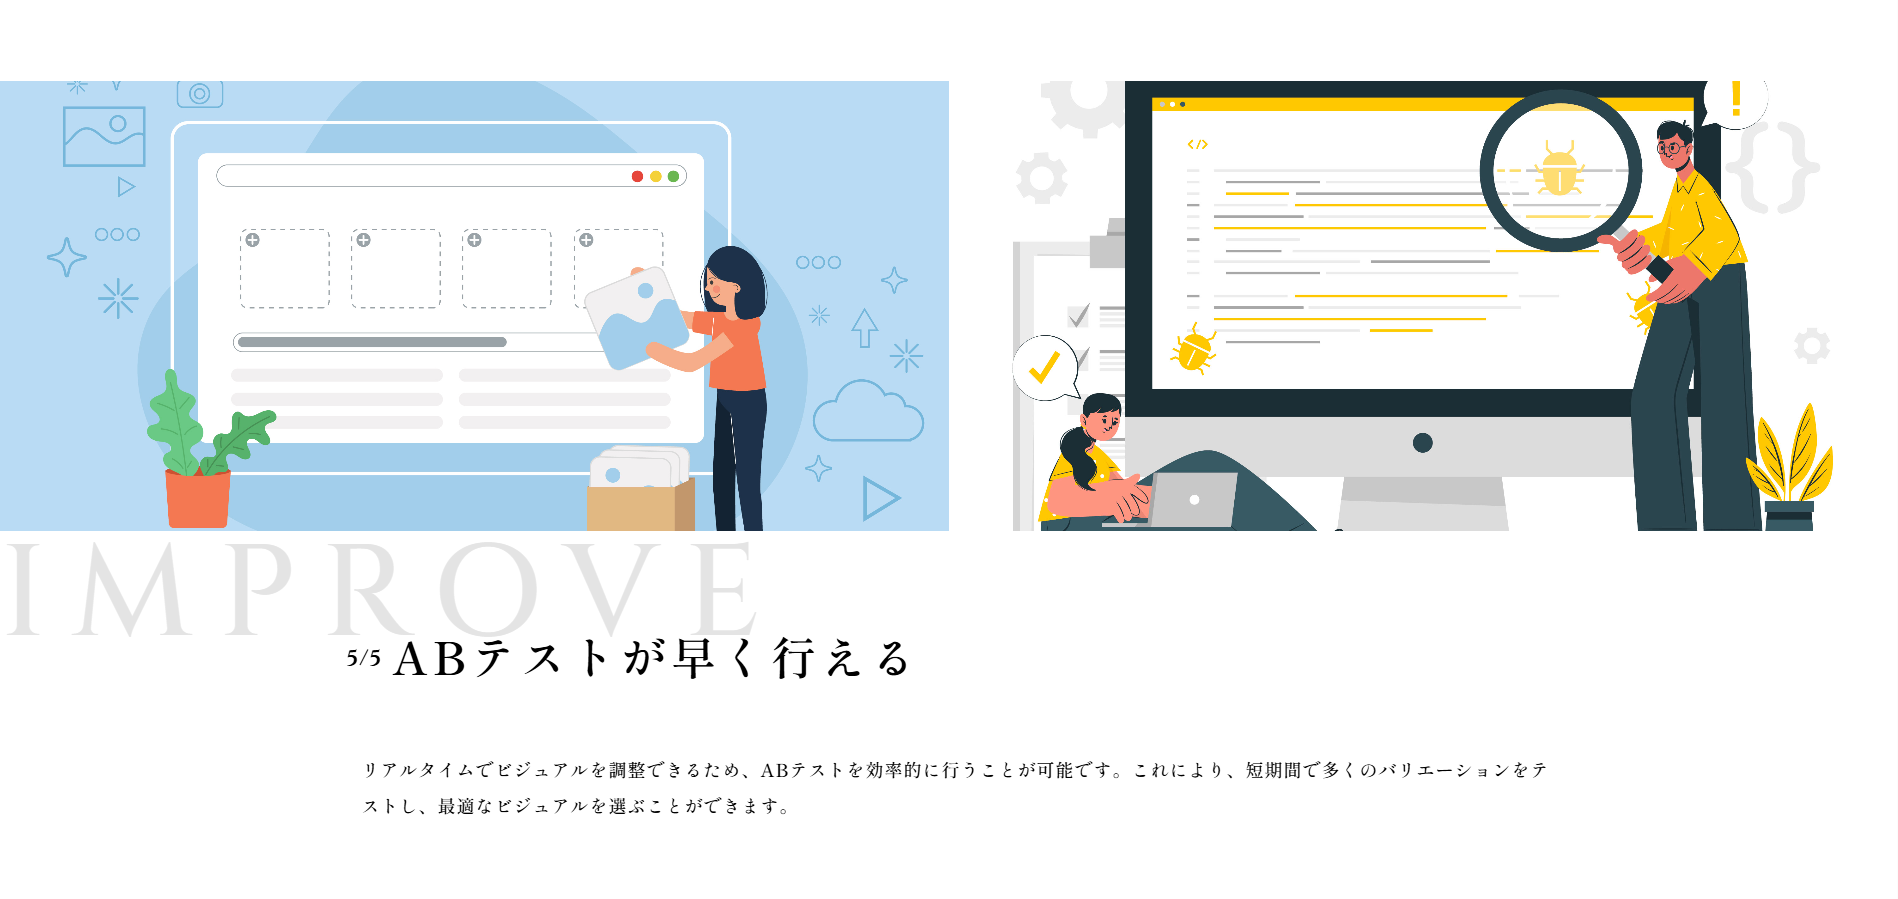 </>
!
{}
IMPROVE
5/5 ABテストが早く行える
リアルタイムでビジュアルを調整できるため、ABテストを効率的に行うことが可能です。これにより、短期間で多くのバリエーションをテ
ストし、最適なビジュアルを選ぶことができます。